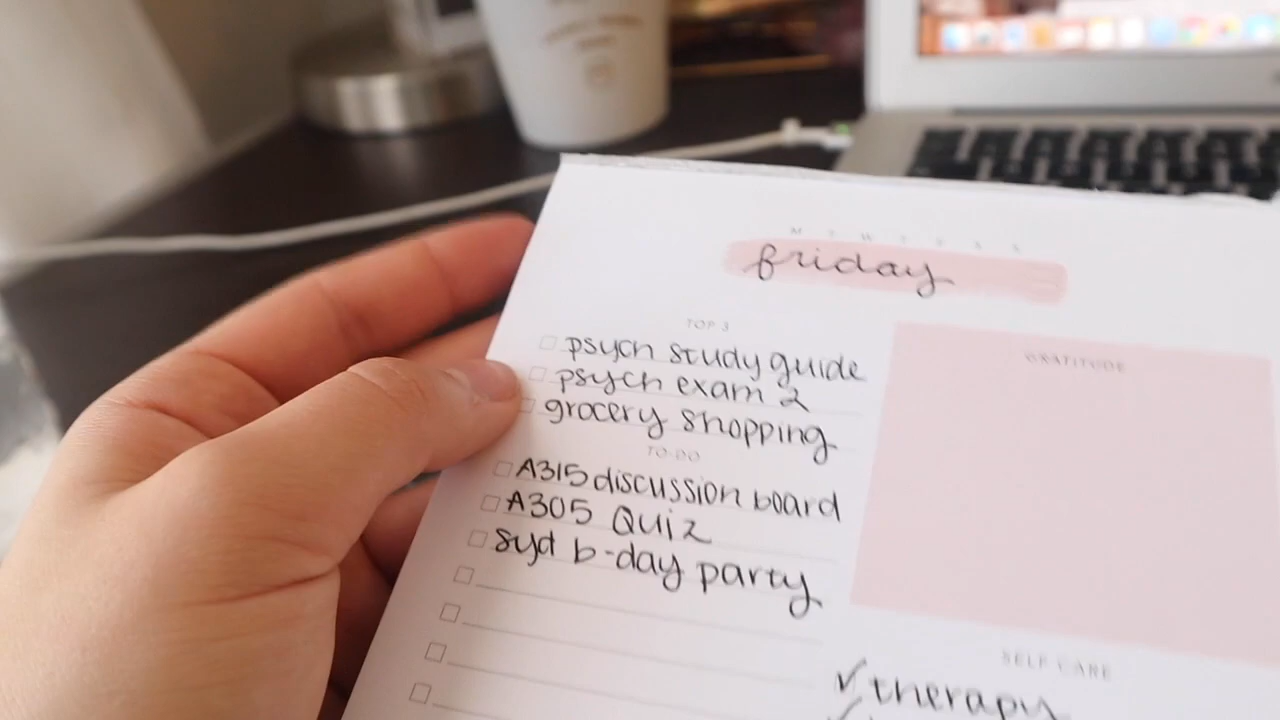 M T W T F S S
friday
TOP 3
psych study guide
psych exam 2
grocery shopping
TO-DO
A315 discussion board
A305 Quiz
syd b-day party
GRATITUDE
SELF CARE
therapy